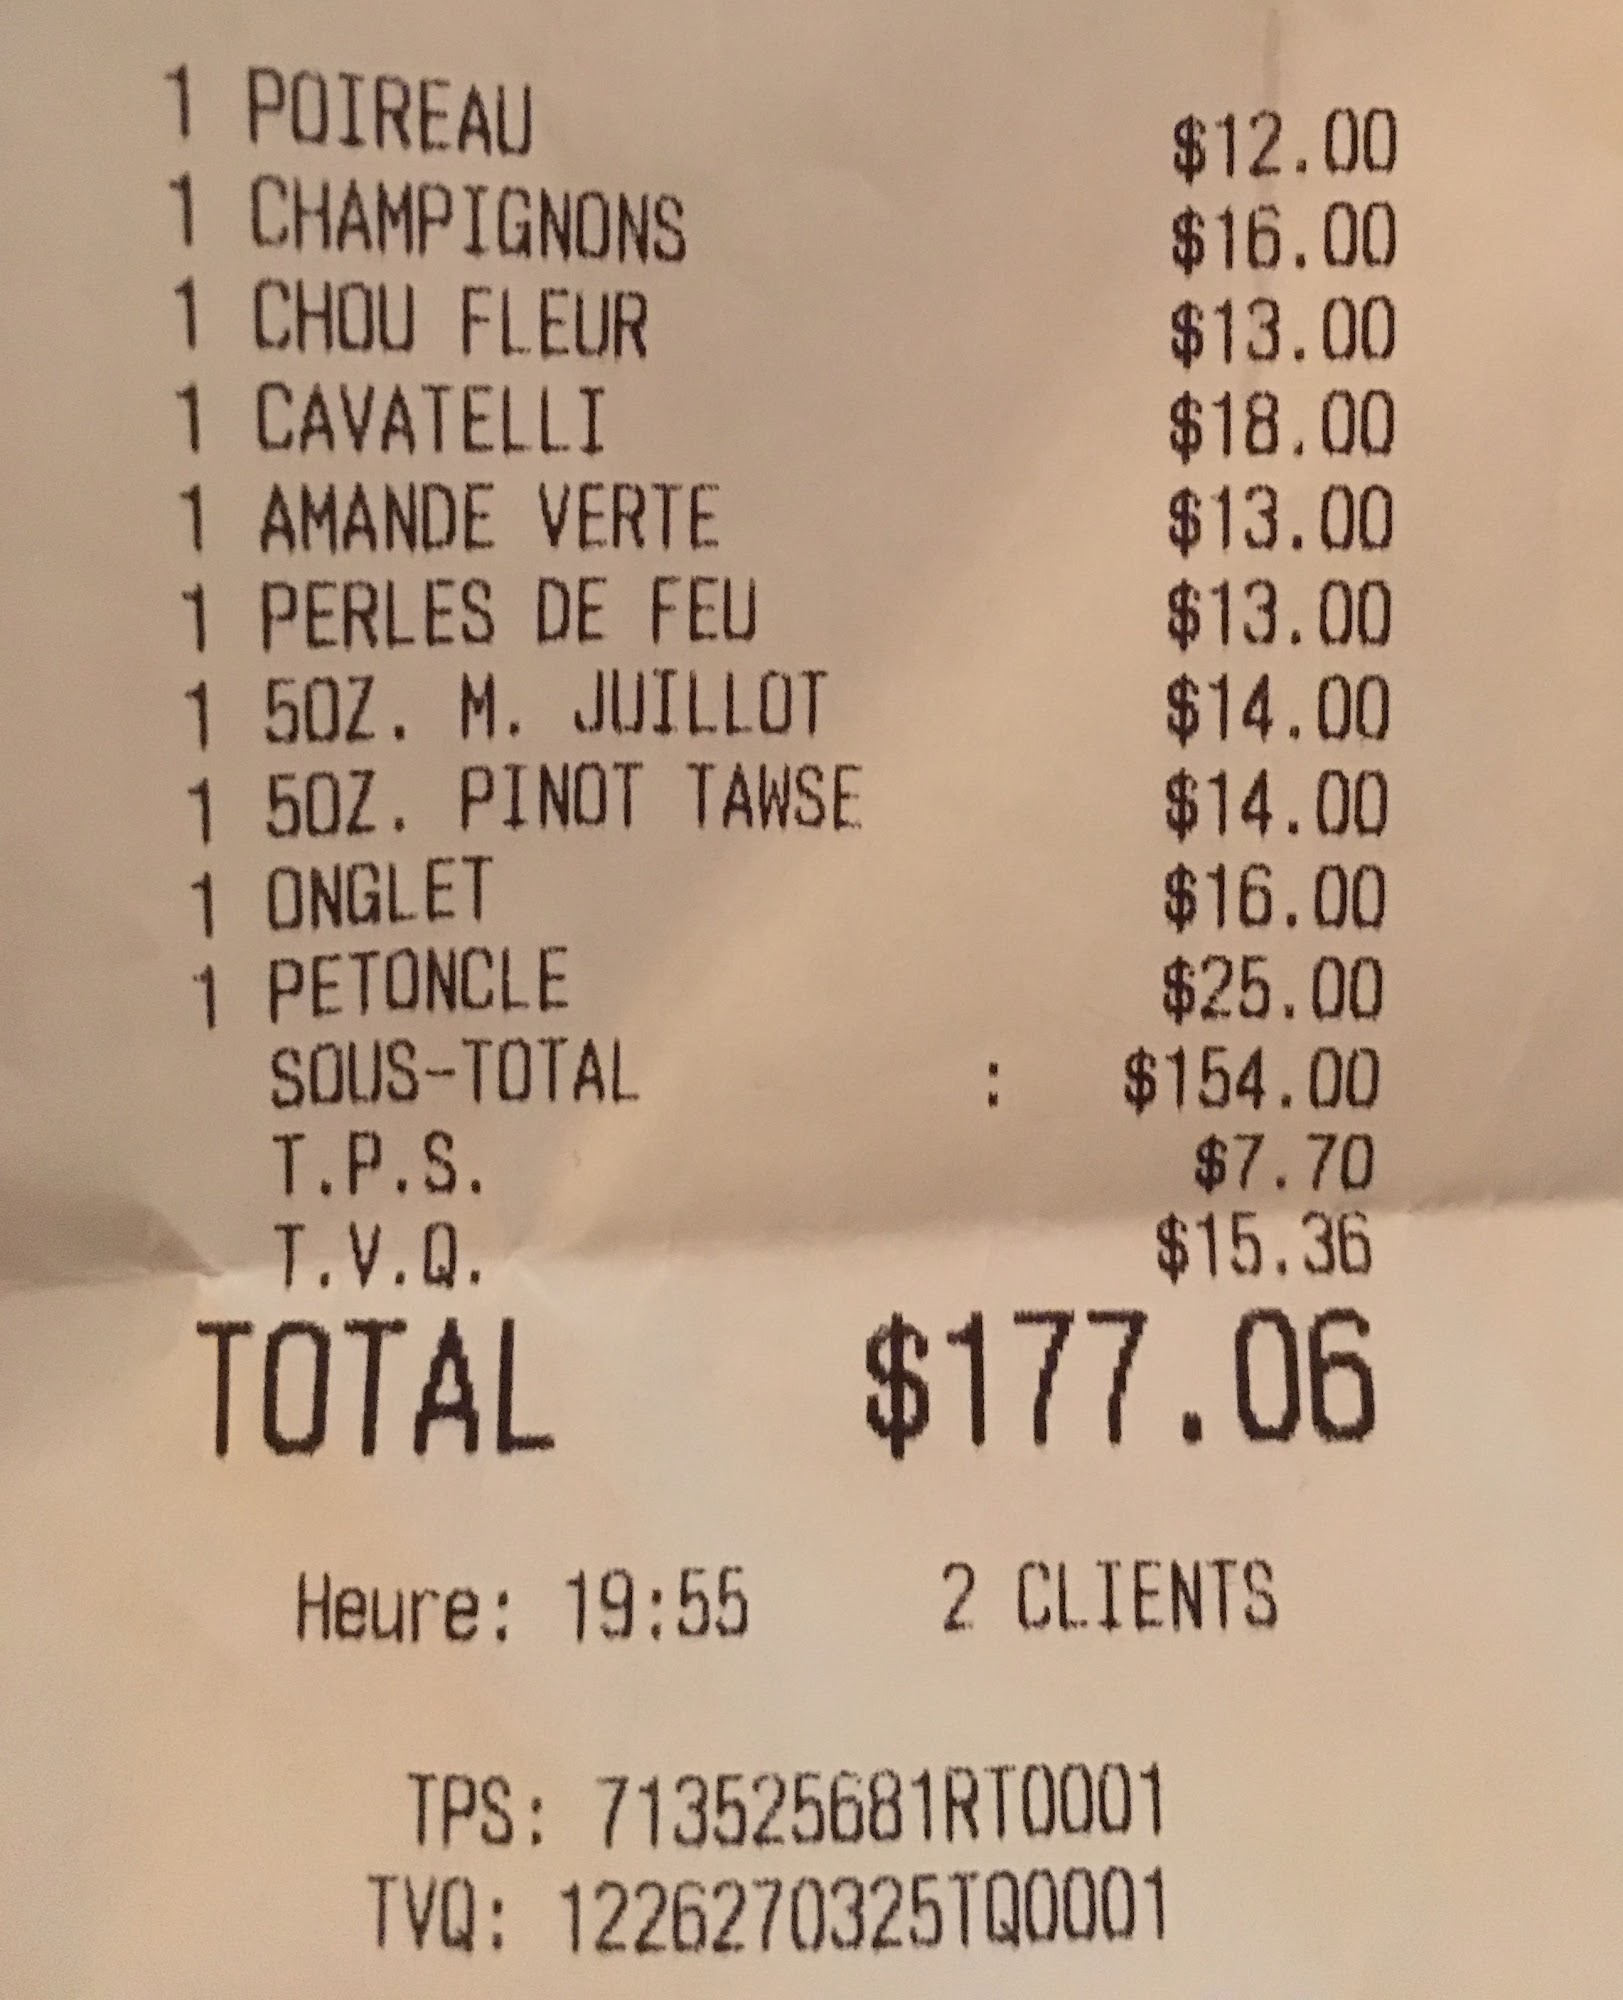 1 POIREAU $12.00
1 CHAMPIGNONS $16.00
1 CHOU FLEUR $13.00
1 CAVATELLI $18.00
1 AMANDE VERTE $13.00
1 PERLES DE FEU $13.00
1 5OZ. M. JUILLOT $14.00
1 5OZ. PINOT TAWSE $14.00
1 ONGLET $16.00
1 PETONCLE $25.00
SOUS-TOTAL : $154.00
T.P.S. $7.70
T.V.Q. $15.36
TOTAL $177.06
Heure: 19:55 2 CLIENTS
TPS: 713525681RT0001
TVQ: 1226270325TQ0001